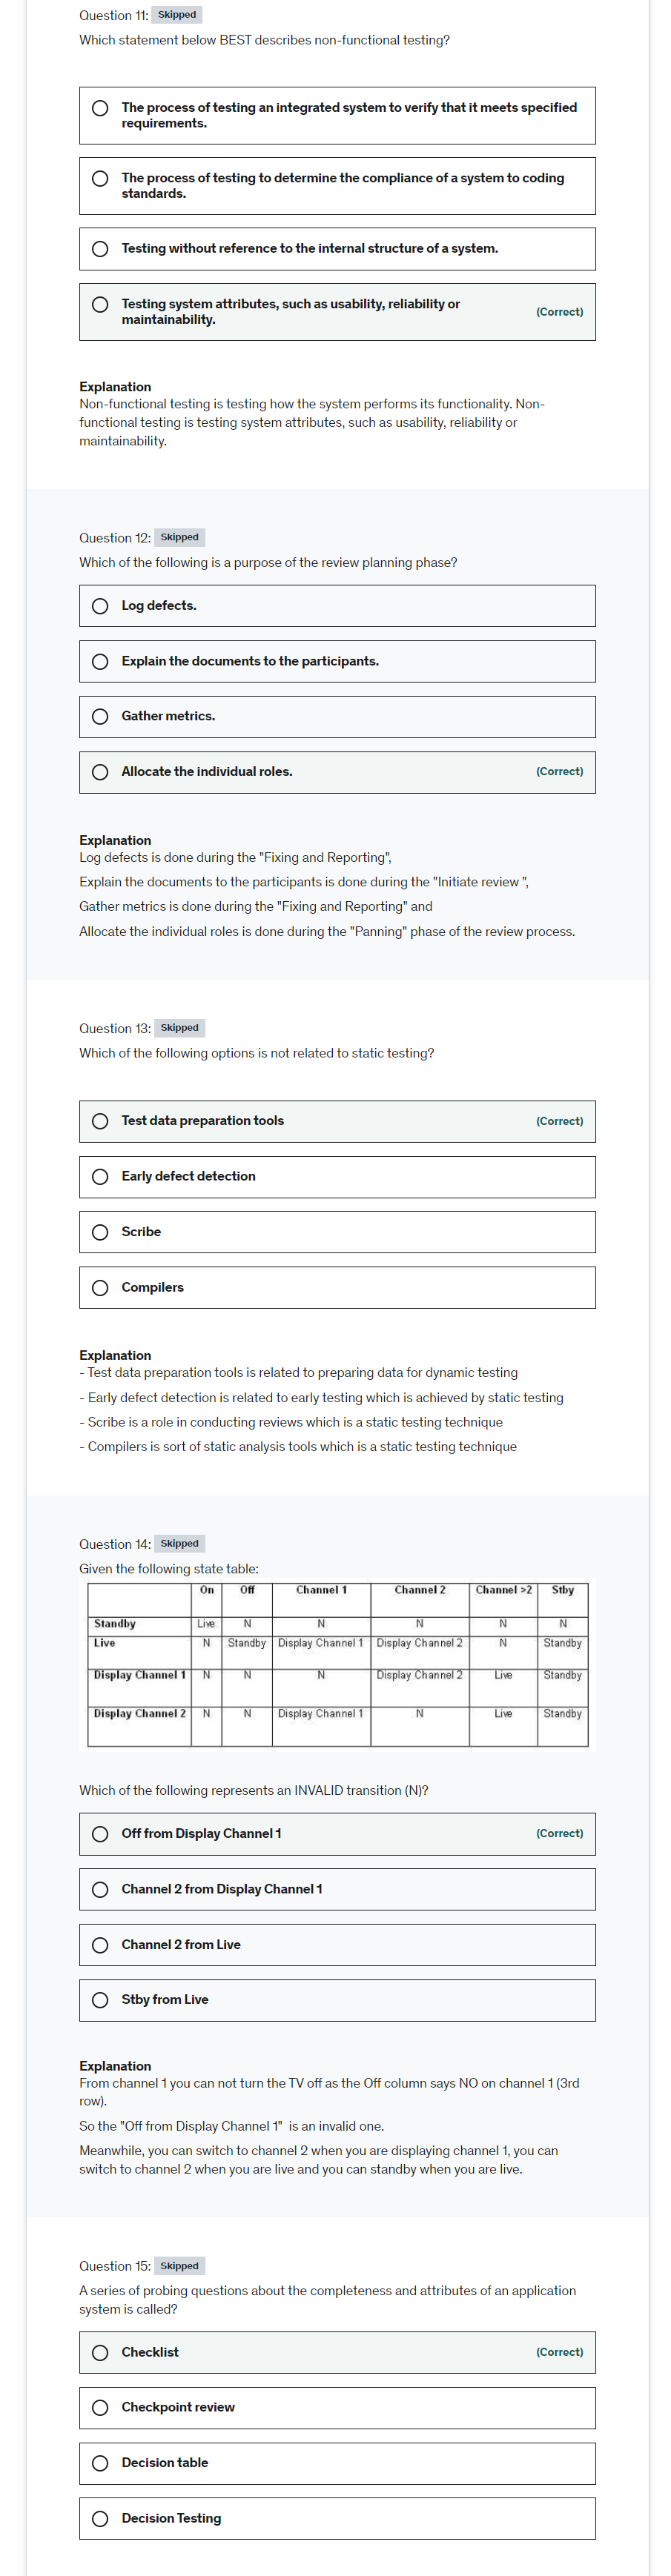 Question 11: Skipped
Which statement below BEST describes non-functional testing?
The process of testing an integrated system to verify that it meets specified
requirements.
The process of testing to determine the compliance of a system to coding
standards.
Testing without reference to the internal structure of a system.
Testing system attributes, such as usability, reliability or
maintainability.
(Correct)
Explanation
Non-functional testing is testing how the system performs its functionality. Non-
functional testing is testing system attributes, such as usability, reliability or
maintainability.
Question 12: Skipped
Which of the following is a purpose of the review planning phase?
Log defects.
Explain the documents to the participants.
Gather metrics.
Allocate the individual roles. (Correct)
Explanation
Log defects is done during the "Fixing and Reporting",
Explain the documents to the participants is done during the "Initiate review ",
Gather metrics is done during the "Fixing and Reporting" and
Allocate the individual roles is done during the "Panning" phase of the review process.
Question 13: Skipped
Which of the following options is not related to static testing?
Test data preparation tools (Correct)
Early defect detection
Scribe
Compilers
Explanation
- Test data preparation tools is related to preparing data for dynamic testing
- Early defect detection is related to early testing which is achieved by static testing
- Scribe is a role in conducting reviews which is a static testing technique
- Compilers is sort of static analysis tools which is a static testing technique
Question 14: Skipped
Given the following state table:
On Off Channel 1 Channel 2 Channel >2 Stby
Standby Live N N N N N
Live N Standby Display Channel 1 Display Channel 2 N Standby
Display Channel 1 N N N Display Channel 2 Live Standby
Display Channel 2 N N Display Channel 1 N Live Standby
Which of the following represents an INVALID transition (N)?
Off from Display Channel 1 (Correct)
Channel 2 from Display Channel 1
Channel 2 from Live
Stby from Live
Explanation
From channel 1 you can not turn the TV off as the Off column says NO on channel 1 (3rd
row).
So the "Off from Display Channel 1" is an invalid one.
Meanwhile, you can switch to channel 2 when you are displaying channel 1, you can
switch to channel 2 when you are live and you can standby when you are live.
Question 15: Skipped
A series of probing questions about the completeness and attributes of an application
system is called?
Checklist (Correct)
Checkpoint review
Decision table
Decision Testing